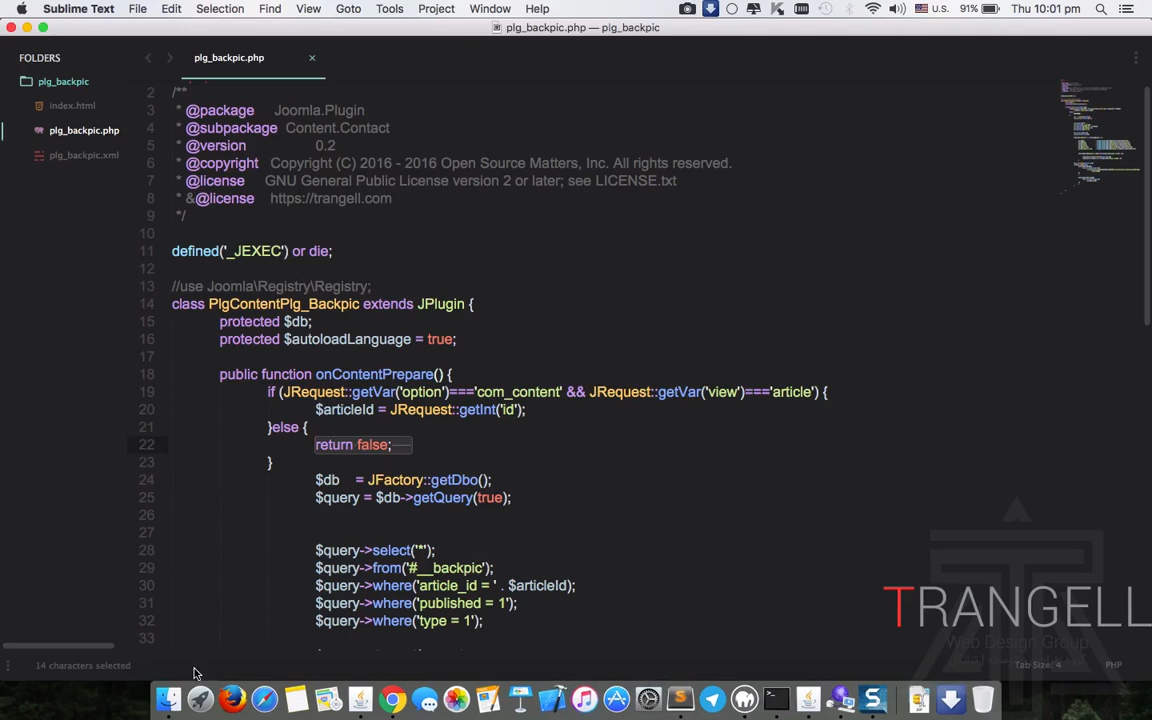 Sublime Text File Edit Selection Find View Goto Tools Project Window Help U.S. 91% Thu 10:01 pm
plg_backpic.php — plg_backpic
FOLDERS
plg_backpic
index.html
plg_backpic.php
plg_backpic.xml
plg_backpic.php ×
2 /**
3 * @package Joomla.Plugin
4 * @subpackage Content.Contact
5 * @version 0.2
6 * @copyright Copyright (C) 2016 - 2016 Open Source Matters, Inc. All rights reserved.
7 * @license GNU General Public License version 2 or later; see LICENSE.txt
8 * &@license https://trangell.com
9 */
10
11 defined('_JEXEC') or die;
12
13 //use Joomla\Registry\Registry;
14 class PlgContentPlg_Backpic extends JPlugin {
15 protected $db;
16 protected $autoloadLanguage = true;
17
18 public function onContentPrepare() {
19 if (JRequest::getVar('option')==='com_content' && JRequest::getVar('view')==='article') {
20 $articleId = JRequest::getInt('id');
21 }else {
22 return false;
23 }
24 $db = JFactory::getDbo();
25 $query = $db->getQuery(true);
26
27
28 $query->select('*');
29 $query->from('#__backpic');
30 $query->where('article_id = ' . $articleId);
31 $query->where('published = 1');
32 $query->where('type = 1');
33
TRANGELL
Web Design Group
14 characters selected
Tab Size: 4 PHP